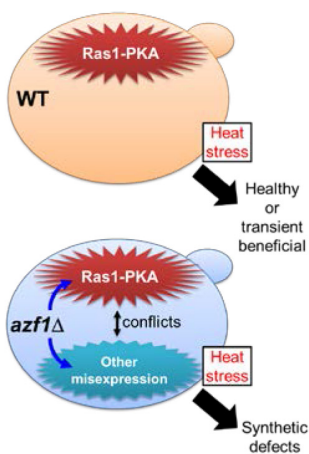 Ras1-PKA
WT
Heat
stress
Healthy
or
transient
beneficial
Ras1-PKA
azf1Δ
conflicts
Other
misexpression
Heat
stress
Synthetic
defects